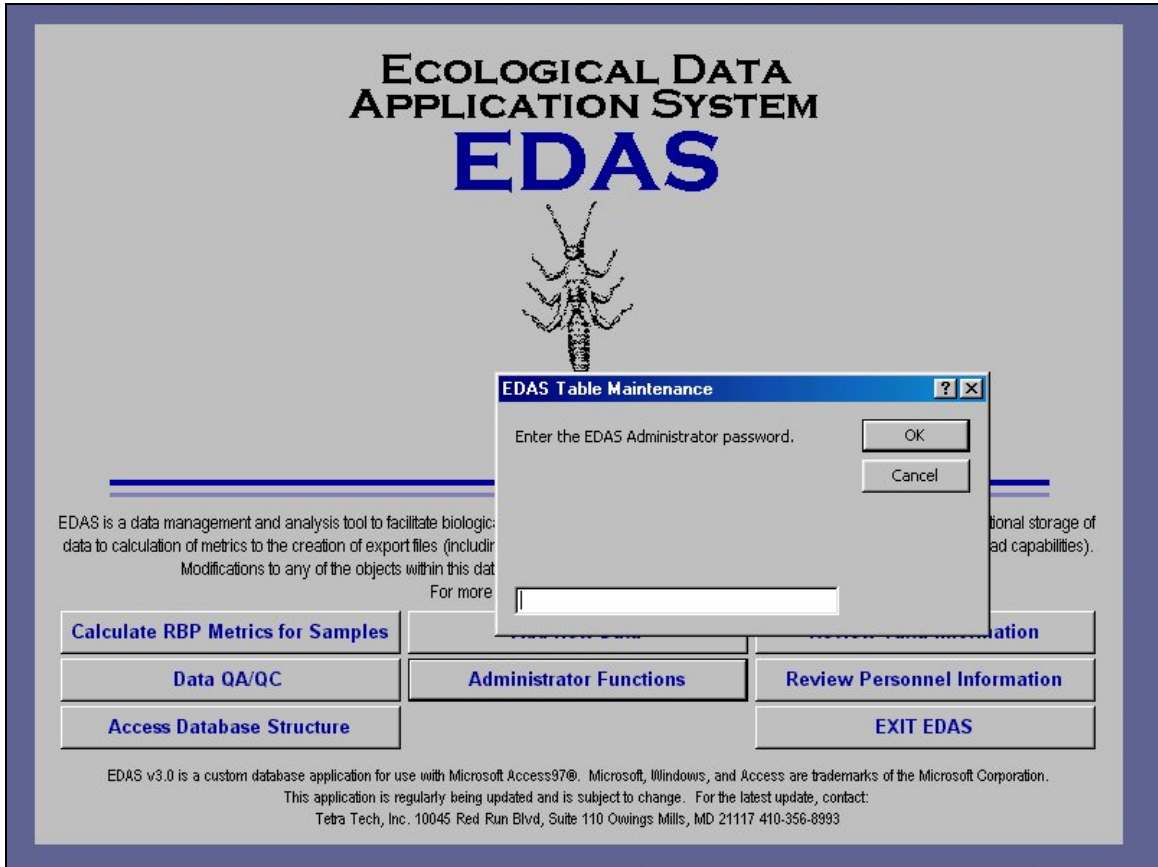 ECOLOGICAL DATA
APPLICATION SYSTEM
EDAS
EDAS Table Maintenance
Enter the EDAS Administrator password.
OK
Cancel
EDAS is a data management and analysis tool to facilitate tional storage of
data to calculation of metrics to the creation of export files ad capabilities).
Modifications to any of the objects within this
For more
Calculate RBP Metrics for Samples
Data QA/QC
Administrator Functions
Review Personnel Information
Access Database Structure
EXIT EDAS
EDAS v3.0 is a custom database application for use with Microsoft Access97®. Microsoft, Windows, and Access are trademarks of the Microsoft Corporation.
This application is regularly being updated and is subject to change. For the latest update, contact:
Tetra Tech, Inc. 10045 Red Run Blvd, Suite 110 Owings Mills, MD 21117 410-356-8993